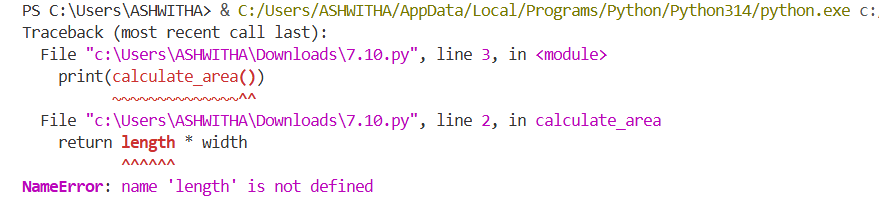 PS C:\Users\ASHWITHA> & C:/Users/ASHWITHA/AppData/Local/Programs/Python/Python314/python.exe c:/
Traceback (most recent call last):
  File "c:\Users\ASHWITHA\Downloads\7.10.py", line 3, in <module>
    print(calculate_area())
          ~~~~~~~~~~~~~~^^
  File "c:\Users\ASHWITHA\Downloads\7.10.py", line 2, in calculate_area
    return length * width
           ^^^^^^
NameError: name 'length' is not defined